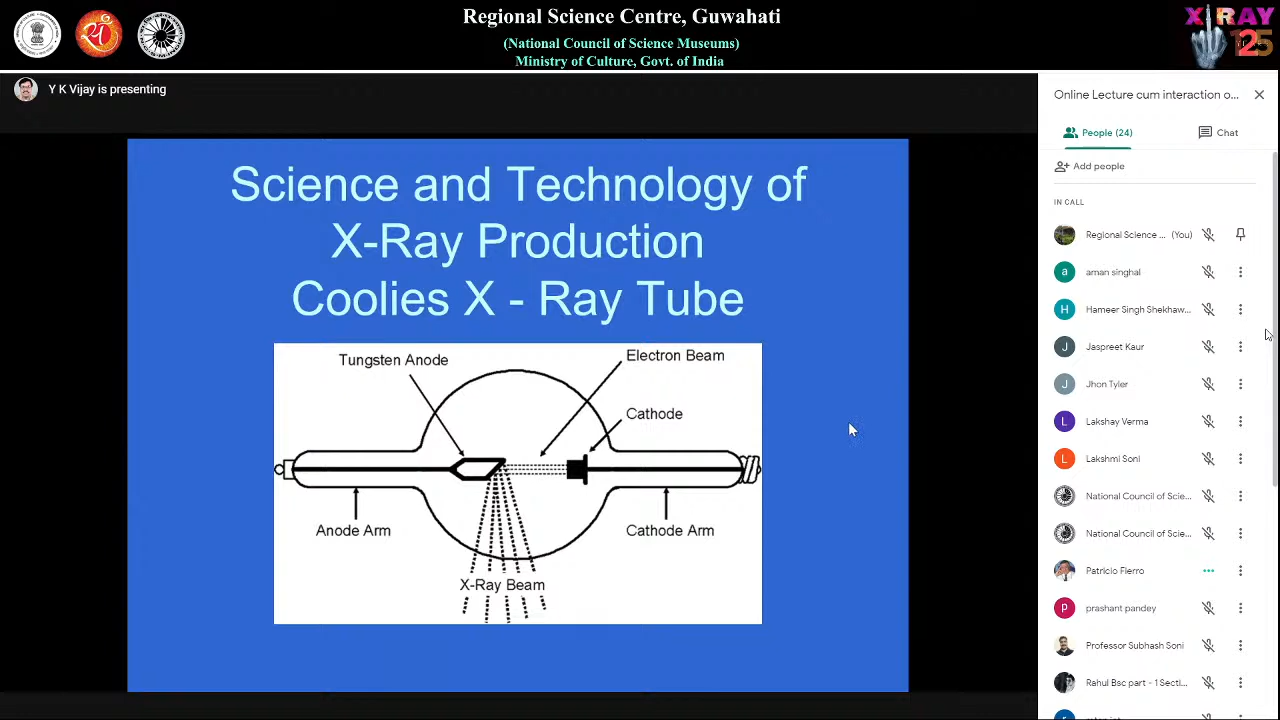 Regional Science Centre, Guwahati
(National Council of Science Museums)
Ministry of Culture, Govt. of India
X RAY
YEARS
125
Y K Vijay is presenting
Science and Technology of
X-Ray Production
Coolies X - Ray Tube
Tungsten Anode
Electron Beam
Cathode
Anode Arm
Cathode Arm
X-Ray Beam
Online Lecture cum interaction o...
People (24)
Chat
Add people
IN CALL
Regional Science ... (You)
a
aman singhal
H
Hameer Singh Shekhaw...
J
Jaspreet Kaur
J
Jhon Tyler
L
Lakshay Verma
L
Lakshmi Soni
National Council of Scie...
National Council of Scie...
Patricio Fierro
p
prashant pandey
Professor Subhash Soni
Rahul Bsc part - 1 Secti...